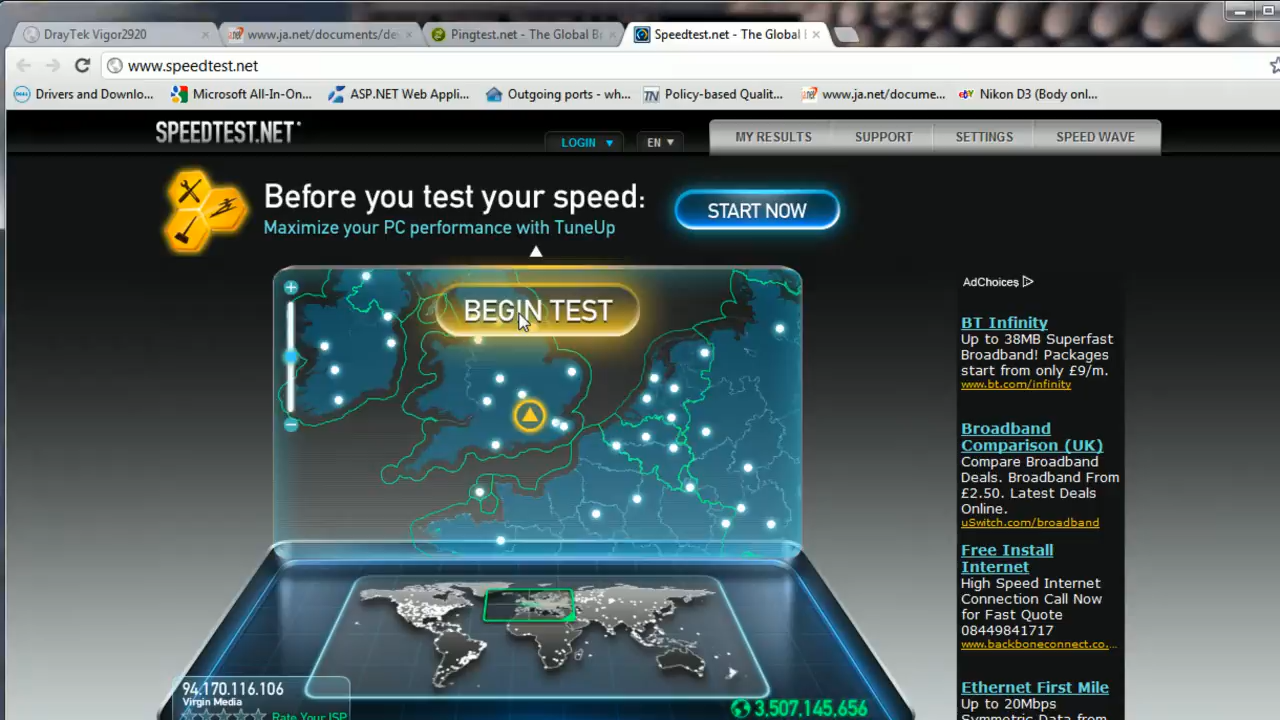 DrayTek Vigor2920
www.ja.net/documents/de
Pingtest.net - The Global B
Speedtest.net - The Global
www.speedtest.net
DELL
Drivers and Downlo...
Microsoft All-In-On...
ASP.NET Web Appli...
Outgoing ports - wh...
TN
Policy-based Qualit...
www.ja.net/docume...
Nikon D3 (Body onl...
SPEEDTEST.NET
LOGIN
EN
MY RESULTS
SUPPORT
SETTINGS
SPEED WAVE
Before you test your speed:
Maximize your PC performance with TuneUp
START NOW
BEGIN TEST
AdChoices
BT Infinity
Up to 38MB Superfast
Broadband! Packages
start from only £9/m.
www.bt.com/infinity
Broadband
Comparison (UK)
Compare Broadband
Deals. Broadband From
£2.50. Latest Deals
Online.
uSwitch.com/broadband
Free Install
Internet
High Speed Internet
Connection Call Now
for Fast Quote
08449841717
www.backboneconnect.co...
Ethernet First Mile
Up to 20Mbps
Symmetric Data from
94.170.116.106
Virgin Media
Rate Your ISP
3,507,145,656